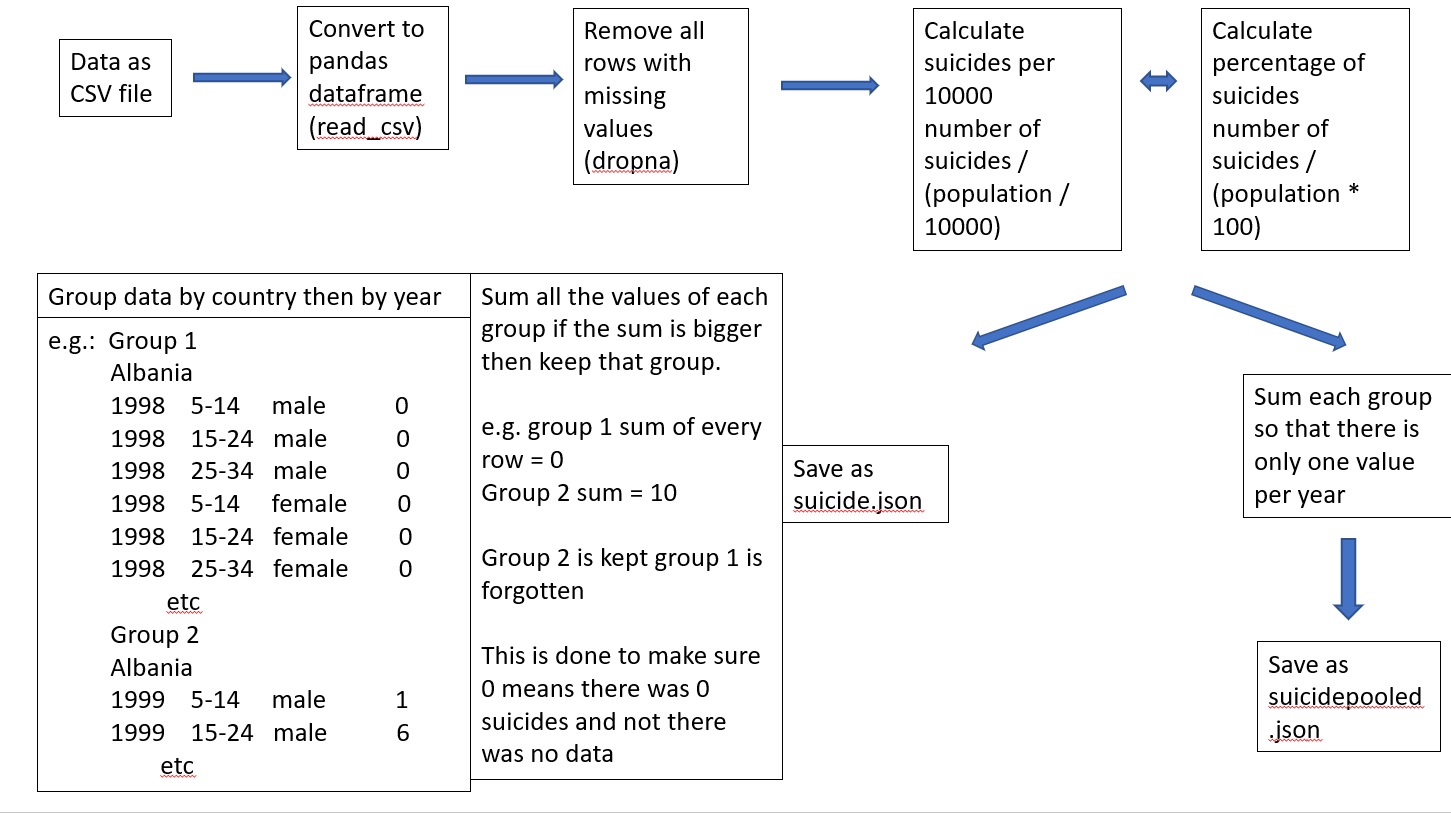 Data as
CSV file
Convert to
pandas
dataframe
(read_csv)
Remove all
rows with
missing
values
(dropna)
Calculate
suicides per
10000
number of
suicides /
(population /
10000)
Calculate
percentage of
suicides
number of
suicides /
(population *
100)
Group data by country then by year
e.g.: Group 1
Albania
1998 5-14 male 0
1998 15-24 male 0
1998 25-34 male 0
1998 5-14 female 0
1998 15-24 female 0
1998 25-34 female 0
etc
Group 2
Albania
1999 5-14 male 1
1999 15-24 male 6
etc
Sum all the values of each
group if the sum is bigger
then keep that group.
e.g. group 1 sum of every
row = 0
Group 2 sum = 10
Group 2 is kept group 1 is
forgotten
This is done to make sure
0 means there was 0
suicides and not there
was no data
Save as
suicide.json
Sum each group
so that there is
only one value
per year
Save as
suicidepooled
.json